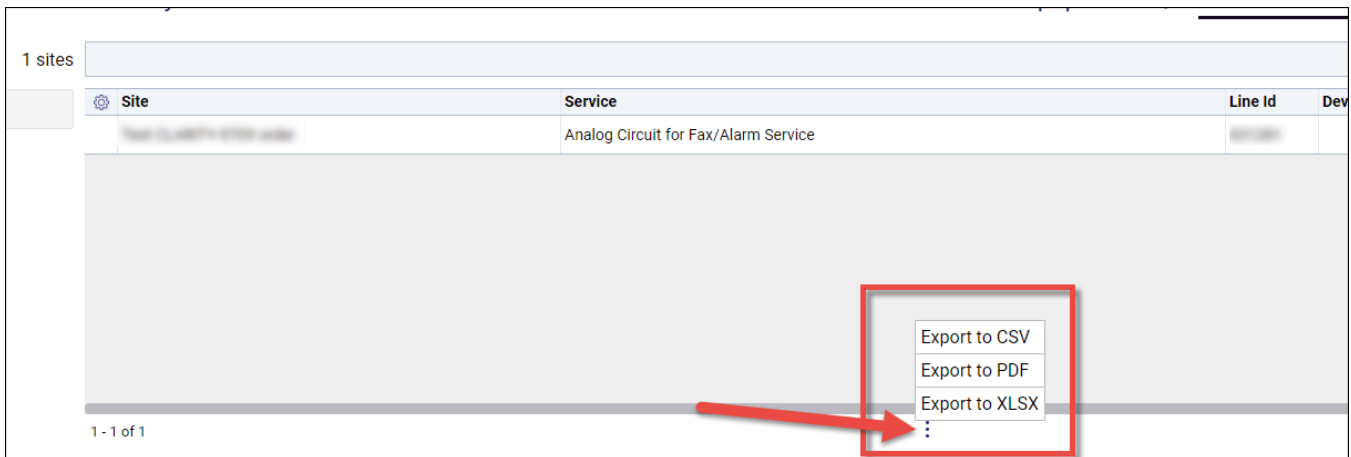 1 sites
Site Service Line Id Dev
Analog Circuit for Fax/Alarm Service
Export to CSV
Export to PDF
Export to XLSX
1 - 1 of 1